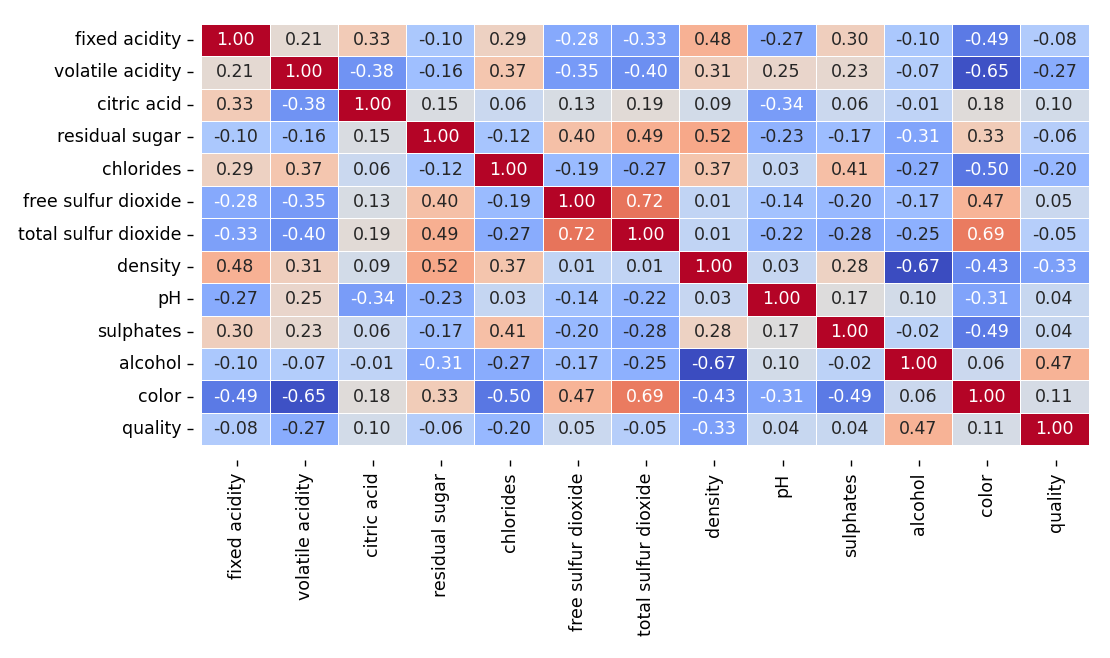 fixed acidity 1.00 0.21 0.33 -0.10 0.29 -0.28 -0.33 0.48 -0.27 0.30 -0.10 -0.49 -0.08
volatile acidity 0.21 1.00 -0.38 -0.16 0.37 -0.35 -0.40 0.31 0.25 0.23 -0.07 -0.65 -0.27
citric acid 0.33 -0.38 1.00 0.15 0.06 0.13 0.19 0.09 -0.34 0.06 -0.01 0.18 0.10
residual sugar -0.10 -0.16 0.15 1.00 -0.12 0.40 0.49 0.52 -0.23 -0.17 -0.31 0.33 -0.06
chlorides 0.29 0.37 0.06 -0.12 1.00 -0.19 -0.27 0.37 0.03 0.41 -0.27 -0.50 -0.20
free sulfur dioxide -0.28 -0.35 0.13 0.40 -0.19 1.00 0.72 0.01 -0.14 -0.20 -0.17 0.47 0.05
total sulfur dioxide -0.33 -0.40 0.19 0.49 -0.27 0.72 1.00 0.01 -0.22 -0.28 -0.25 0.69 -0.05
density 0.48 0.31 0.09 0.52 0.37 0.01 0.01 1.00 0.03 0.28 -0.67 -0.43 -0.33
pH -0.27 0.25 -0.34 -0.23 0.03 -0.14 -0.22 0.03 1.00 0.17 0.10 -0.31 0.04
sulphates 0.30 0.23 0.06 -0.17 0.41 -0.20 -0.28 0.28 0.17 1.00 -0.02 -0.49 0.04
alcohol -0.10 -0.07 -0.01 -0.31 -0.27 -0.17 -0.25 -0.67 0.10 -0.02 1.00 0.06 0.47
color -0.49 -0.65 0.18 0.33 -0.50 0.47 0.69 -0.43 -0.31 -0.49 0.06 1.00 0.11
quality -0.08 -0.27 0.10 -0.06 -0.20 0.05 -0.05 -0.33 0.04 0.04 0.47 0.11 1.00
fixed acidity
volatile acidity
citric acid
residual sugar
chlorides
free sulfur dioxide
total sulfur dioxide
density
pH
sulphates
alcohol
color
quality